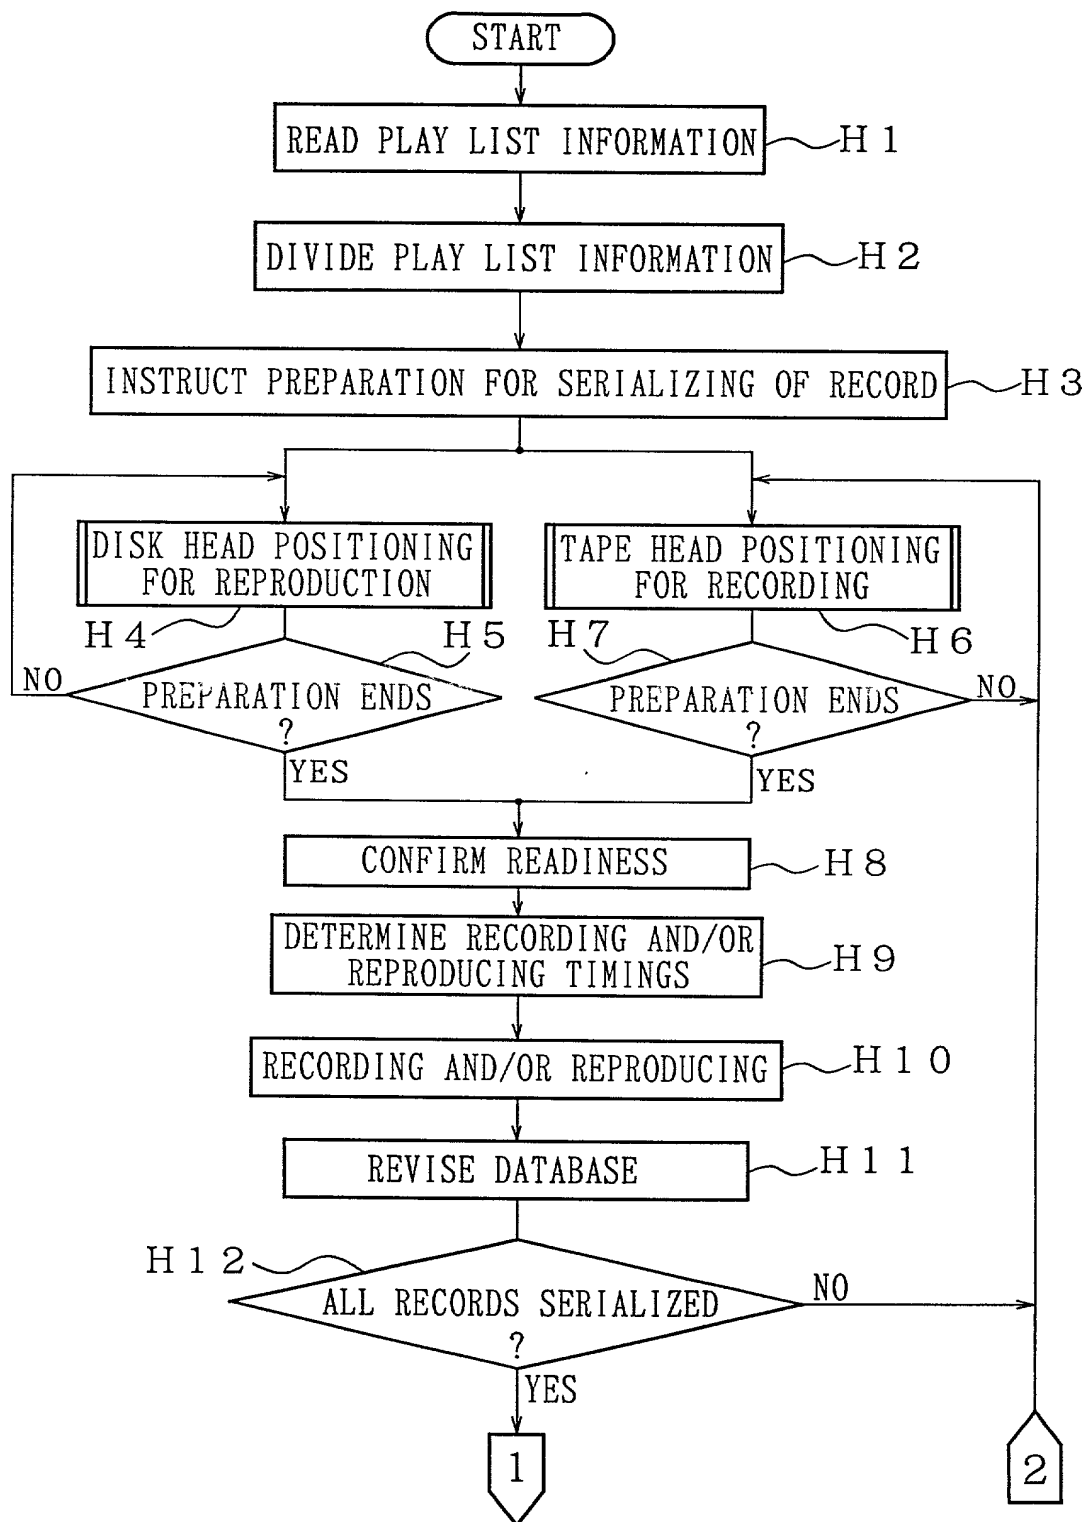 START
READ PLAY LIST INFORMATION
H1
DIVIDE PLAY LIST INFORMATION
H2
INSTRUCT PREPARATION FOR SERIALIZING OF RECORD
H3
DISK HEAD POSITIONING
FOR REPRODUCTION
TAPE HEAD POSITIONING
FOR RECORDING
H4
H5
H7
H6
NO
PREPARATION ENDS
?
YES
PREPARATION ENDS
?
NO
YES
CONFIRM READINESS
H8
DETERMINE RECORDING AND/OR
REPRODUCING TIMINGS
H9
RECORDING AND/OR REPRODUCING
H10
REVISE DATABASE
H11
H12
ALL RECORDS SERIALIZED
?
NO
YES
1
2